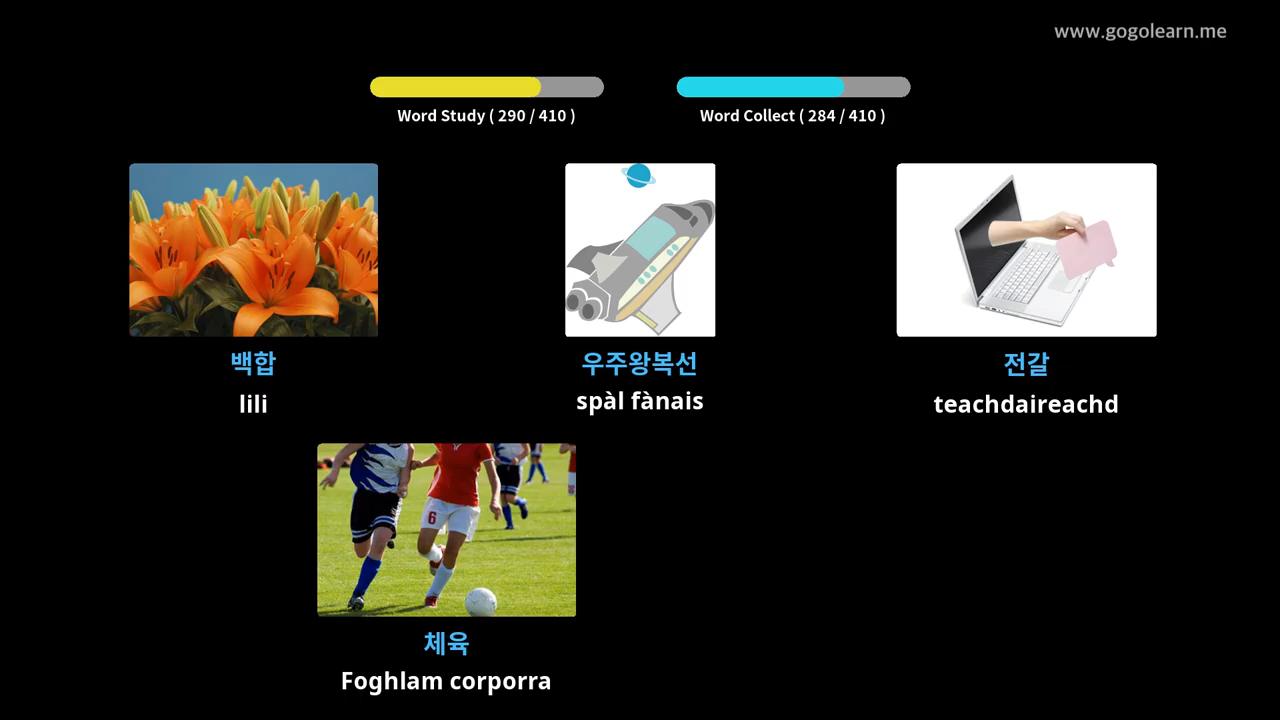 www.gogolearn.me
Word Study ( 290 / 410 )
Word Collect ( 284 / 410 )
백합
lili
우주왕복선
spàl fànais
전갈
teachdaireachd
6
체육
Foghlam corporra